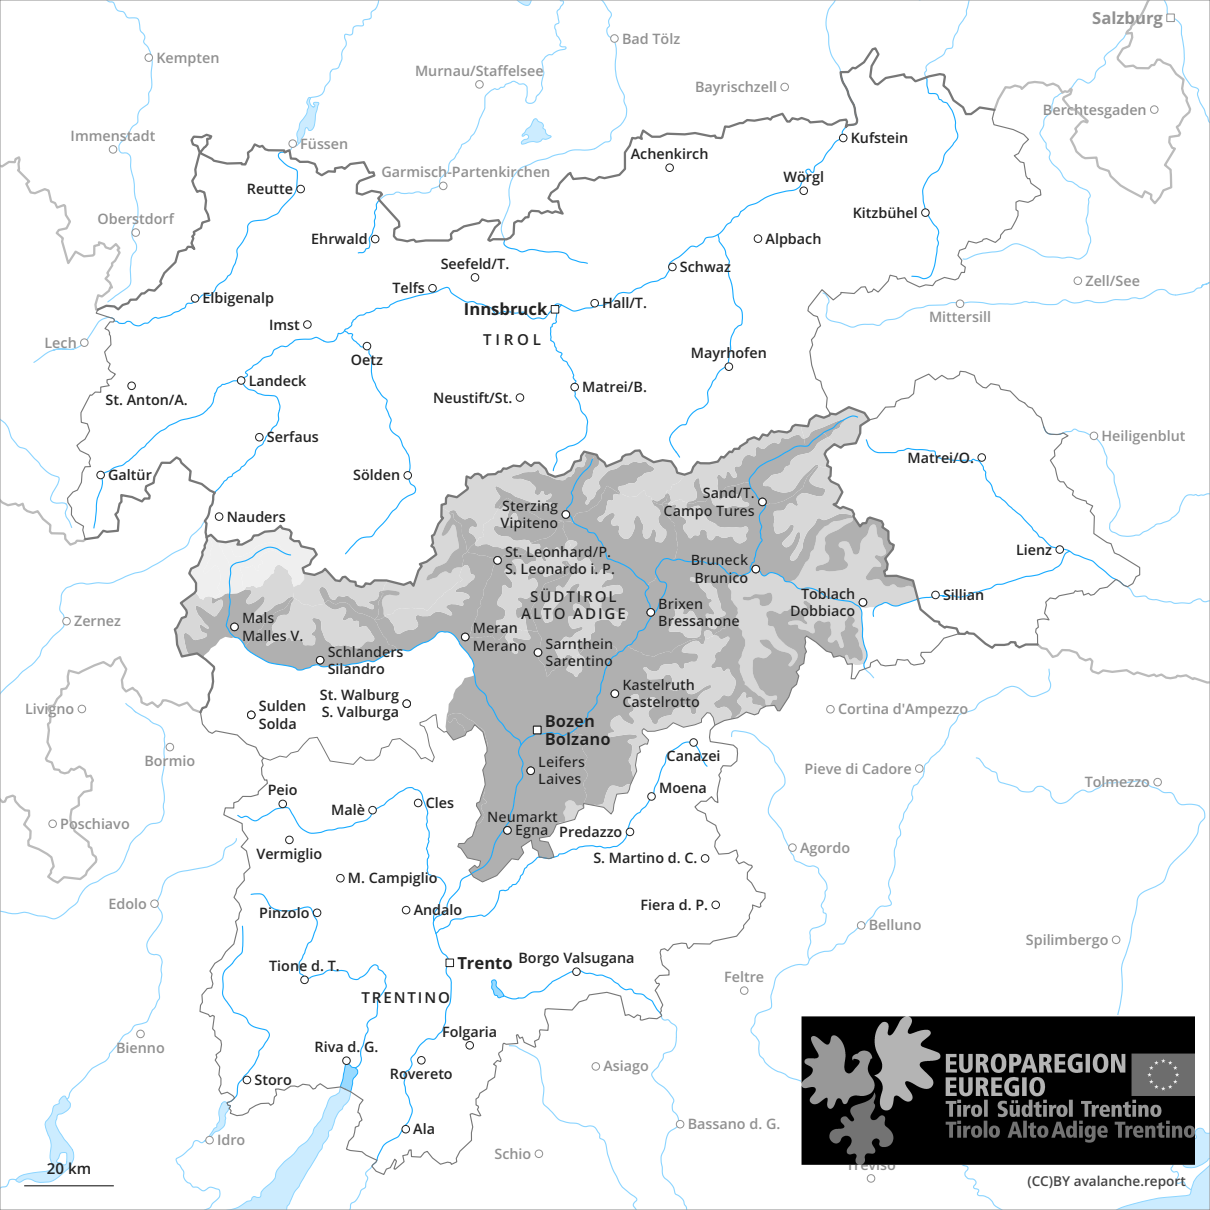 Salzburg
Kempten
Bad Tölz
Murnau/Staffelsee
Bayrischzell
Berchtesgaden
Immenstadt
Füssen
Kufstein
Achenkirch
Garmisch-Partenkirchen
Wörgl
Reutte
Oberstdorf
Kitzbühel
Ehrwald
Alpbach
Seefeld/T.
Schwaz
Zell/See
Telfs
Elbigenalp
Hall/T.
Innsbruck
Mittersill
Imst
TIROL
Lech
Oetz
Mayrhofen
Landeck
Matrei/B.
St. Anton/A.
Neustift/St.
Serfaus
Heiligenblut
Matrei/O.
Galtür
Sölden
Sand/T.
Campo Tures
Sterzing
Vipiteno
Nauders
St. Leonhard/P.
S. Leonardo i. P.
Lienz
Bruneck
Brunico
SÜDTIROL
ALTO ADIGE
Toblach
Dobbiaco
Sillian
Brixen
Bressanone
Mals
Malles V.
Zernez
Meran
Merano
Sarnthein
Sarentino
Schlanders
Silandro
Kastelruth
Castelrotto
St. Walburg
S. Valburga
Sulden
Solda
Livigno
Cortina d'Ampezzo
Bozen
Bolzano
Bormio
Canazei
Leifers
Laives
Pieve di Cadore
Tolmezzo
Peio
Moena
Malè
Cles
Neumarkt
Egna
Poschiavo
Predazzo
Vermiglio
Agordo
S. Martino d. C.
M. Campiglio
Edolo
Pinzolo
Andalo
Fiera d. P.
Belluno
Spilimbergo
Trento
Borgo Valsugana
Tione d. T.
Feltre
TRENTINO
Folgaria
Bienno
Riva d. G.
Asiago
Rovereto
Storo
EUROPAREGION
EUREGIO
Tirol Südtirol Trentino
Tirolo Alto Adige Trentino
Bassano d. G.
Ala
Idro
Schio
Treviso
20 km
(CC)BY avalanche.report